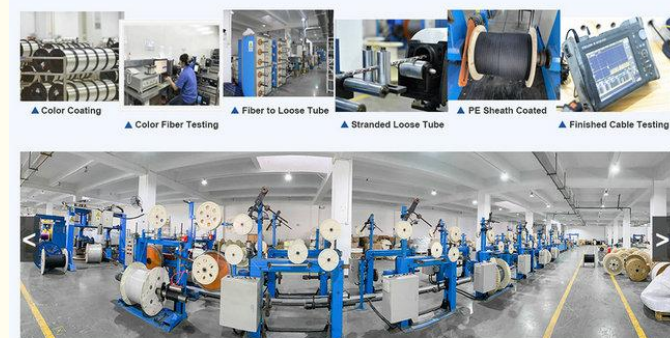 ▲ Color Coating
▲ Color Fiber Testing
▲ Fiber to Loose Tube
▲ Stranded Loose Tube
▲ PE Sheath Coated
▲ Finished Cable Testing